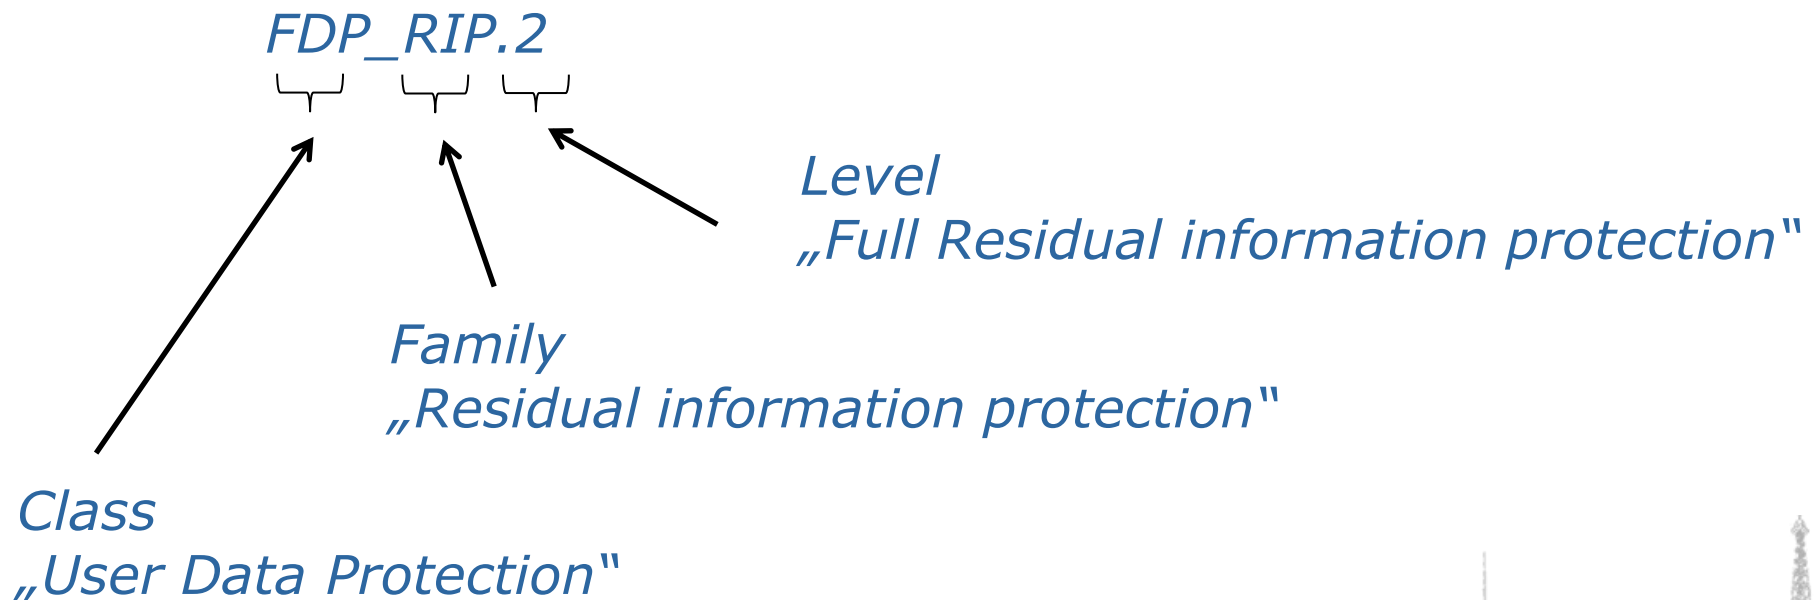 FDP_RIP.2
Level
„Full Residual information protection“
Family
„Residual information protection“
Class
„User Data Protection“